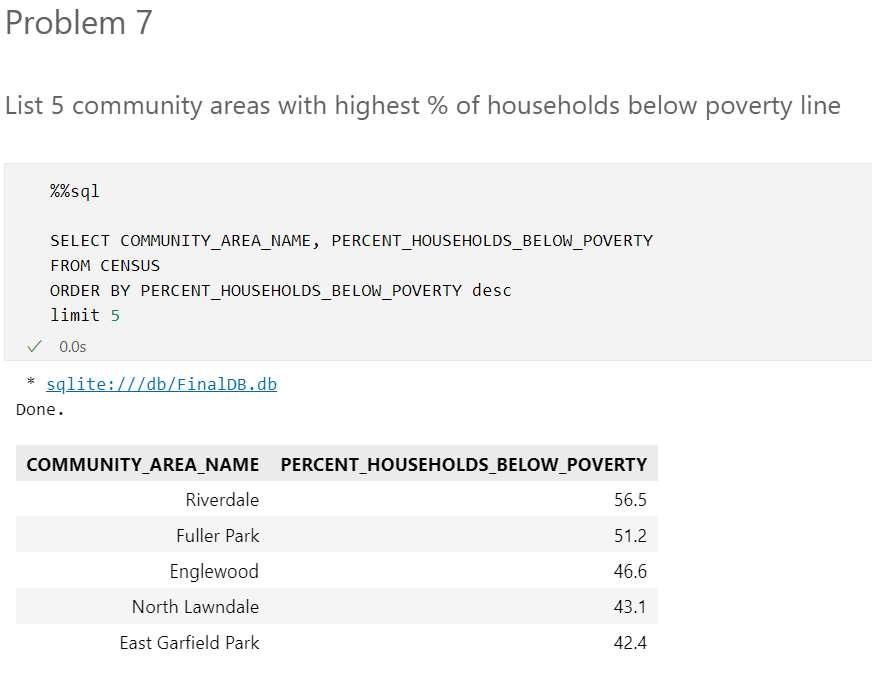 Problem 7
List 5 community areas with highest % of households below poverty line
%%sql
SELECT COMMUNITY_AREA_NAME, PERCENT_HOUSEHOLDS_BELOW_POVERTY
FROM CENSUS
ORDER BY PERCENT_HOUSEHOLDS_BELOW_POVERTY desc
limit 5
✓ 0.0s
* sqlite:///db/FinalDB.db
Done.
COMMUNITY_AREA_NAME PERCENT_HOUSEHOLDS_BELOW_POVERTY
Riverdale 56.5
Fuller Park 51.2
Englewood 46.6
North Lawndale 43.1
East Garfield Park 42.4